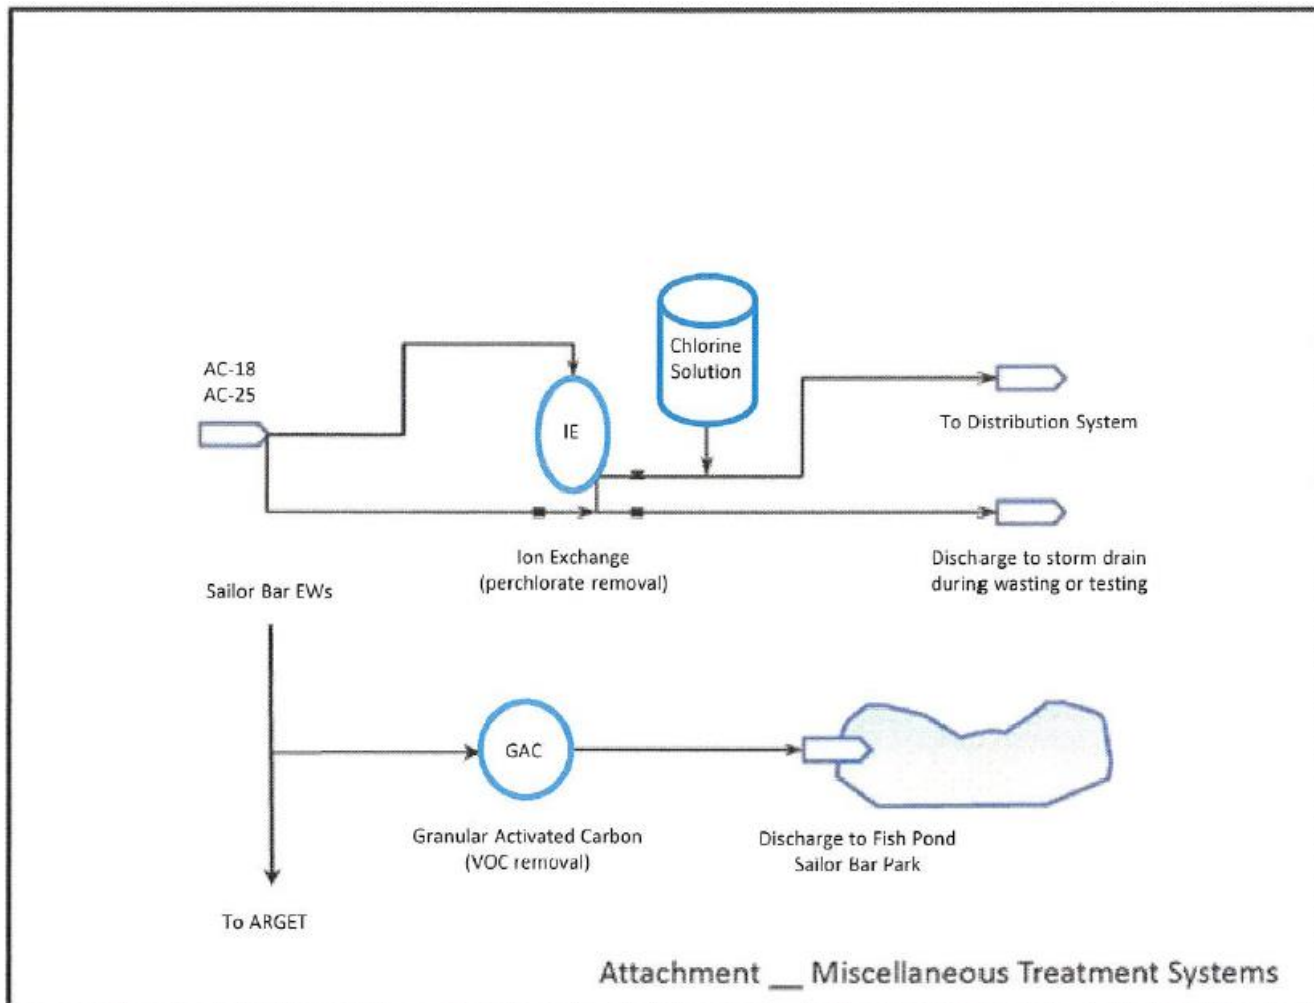 Chlorine
Solution
AC-18
AC-25
IE
To Distribution System
Ion Exchange
(perchlorate removal)
Discharge to storm drain
during wasting or testing
Sailor Bar EWs
GAC
Granular Activated Carbon
(VOC removal)
Discharge to Fish Pond
Sailor Bar Park
To ARGET
Attachment __ Miscellaneous Treatment Systems